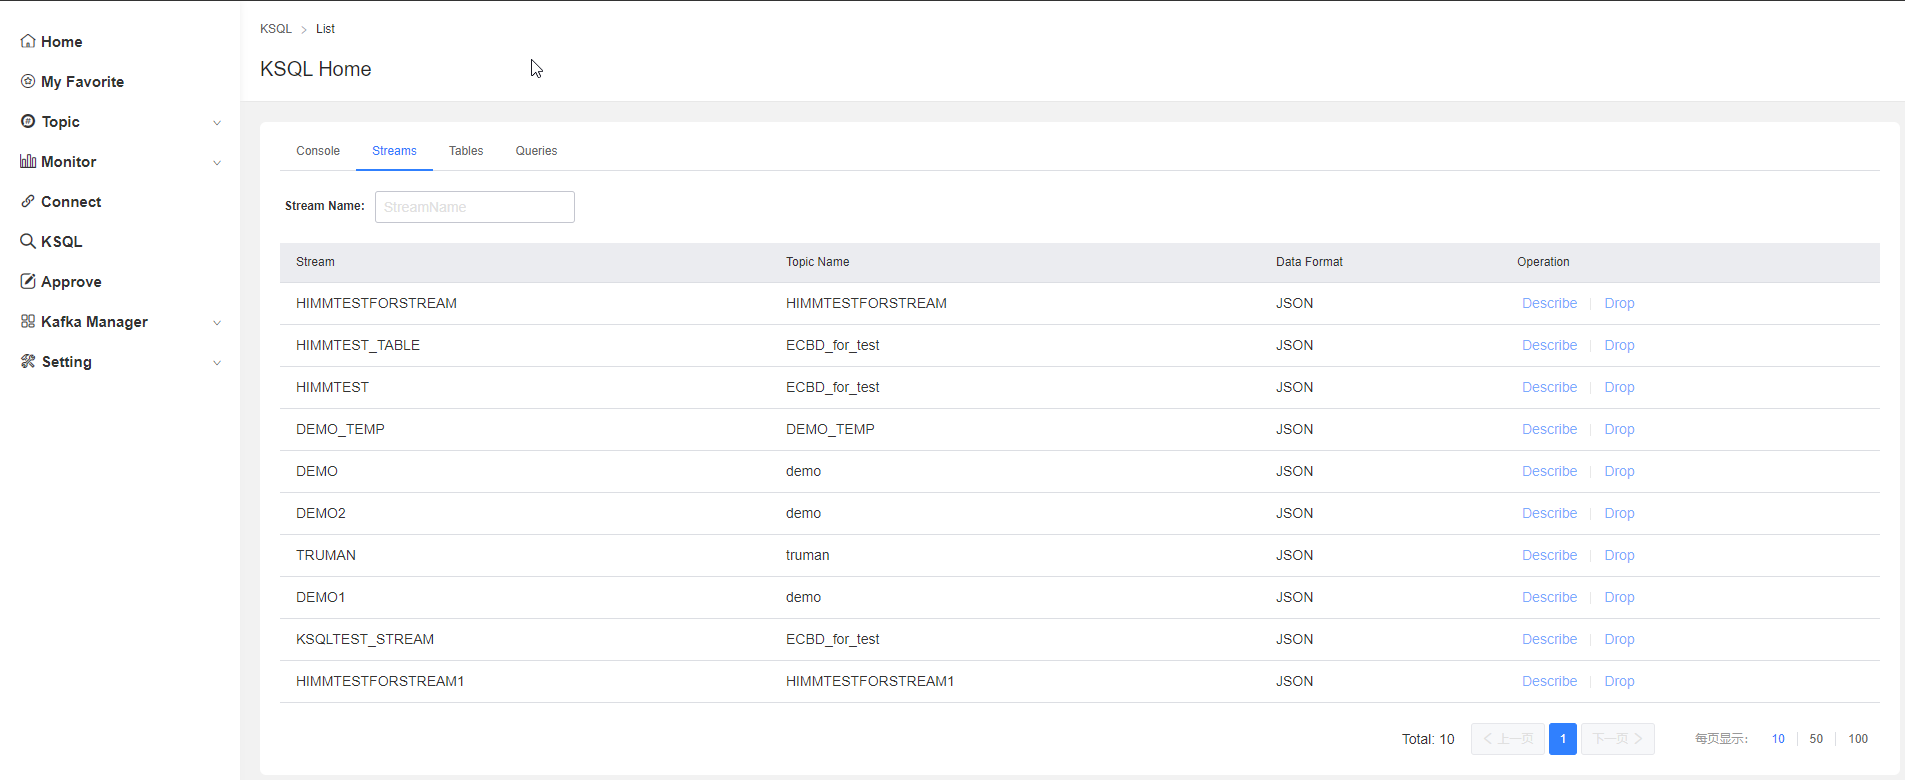 Home
My Favorite
Topic
Monitor
Connect
KSQL
Approve
Kafka Manager
Setting
KSQL > List
KSQL Home
Console Streams Tables Queries
Stream Name: StreamName
Stream Topic Name Data Format Operation
HIMMTESTFORSTREAM HIMMTESTFORSTREAM JSON Describe Drop
HIMMTEST_TABLE ECBD_for_test JSON Describe Drop
HIMMTEST ECBD_for_test JSON Describe Drop
DEMO_TEMP DEMO_TEMP JSON Describe Drop
DEMO demo JSON Describe Drop
DEMO2 demo JSON Describe Drop
TRUMAN truman JSON Describe Drop
DEMO1 demo JSON Describe Drop
KSQLTEST_STREAM ECBD_for_test JSON Describe Drop
HIMMTESTFORSTREAM1 HIMMTESTFORSTREAM1 JSON Describe Drop
Total: 10 < 上一页 1 下一页 > 每页显示: 10 50 100